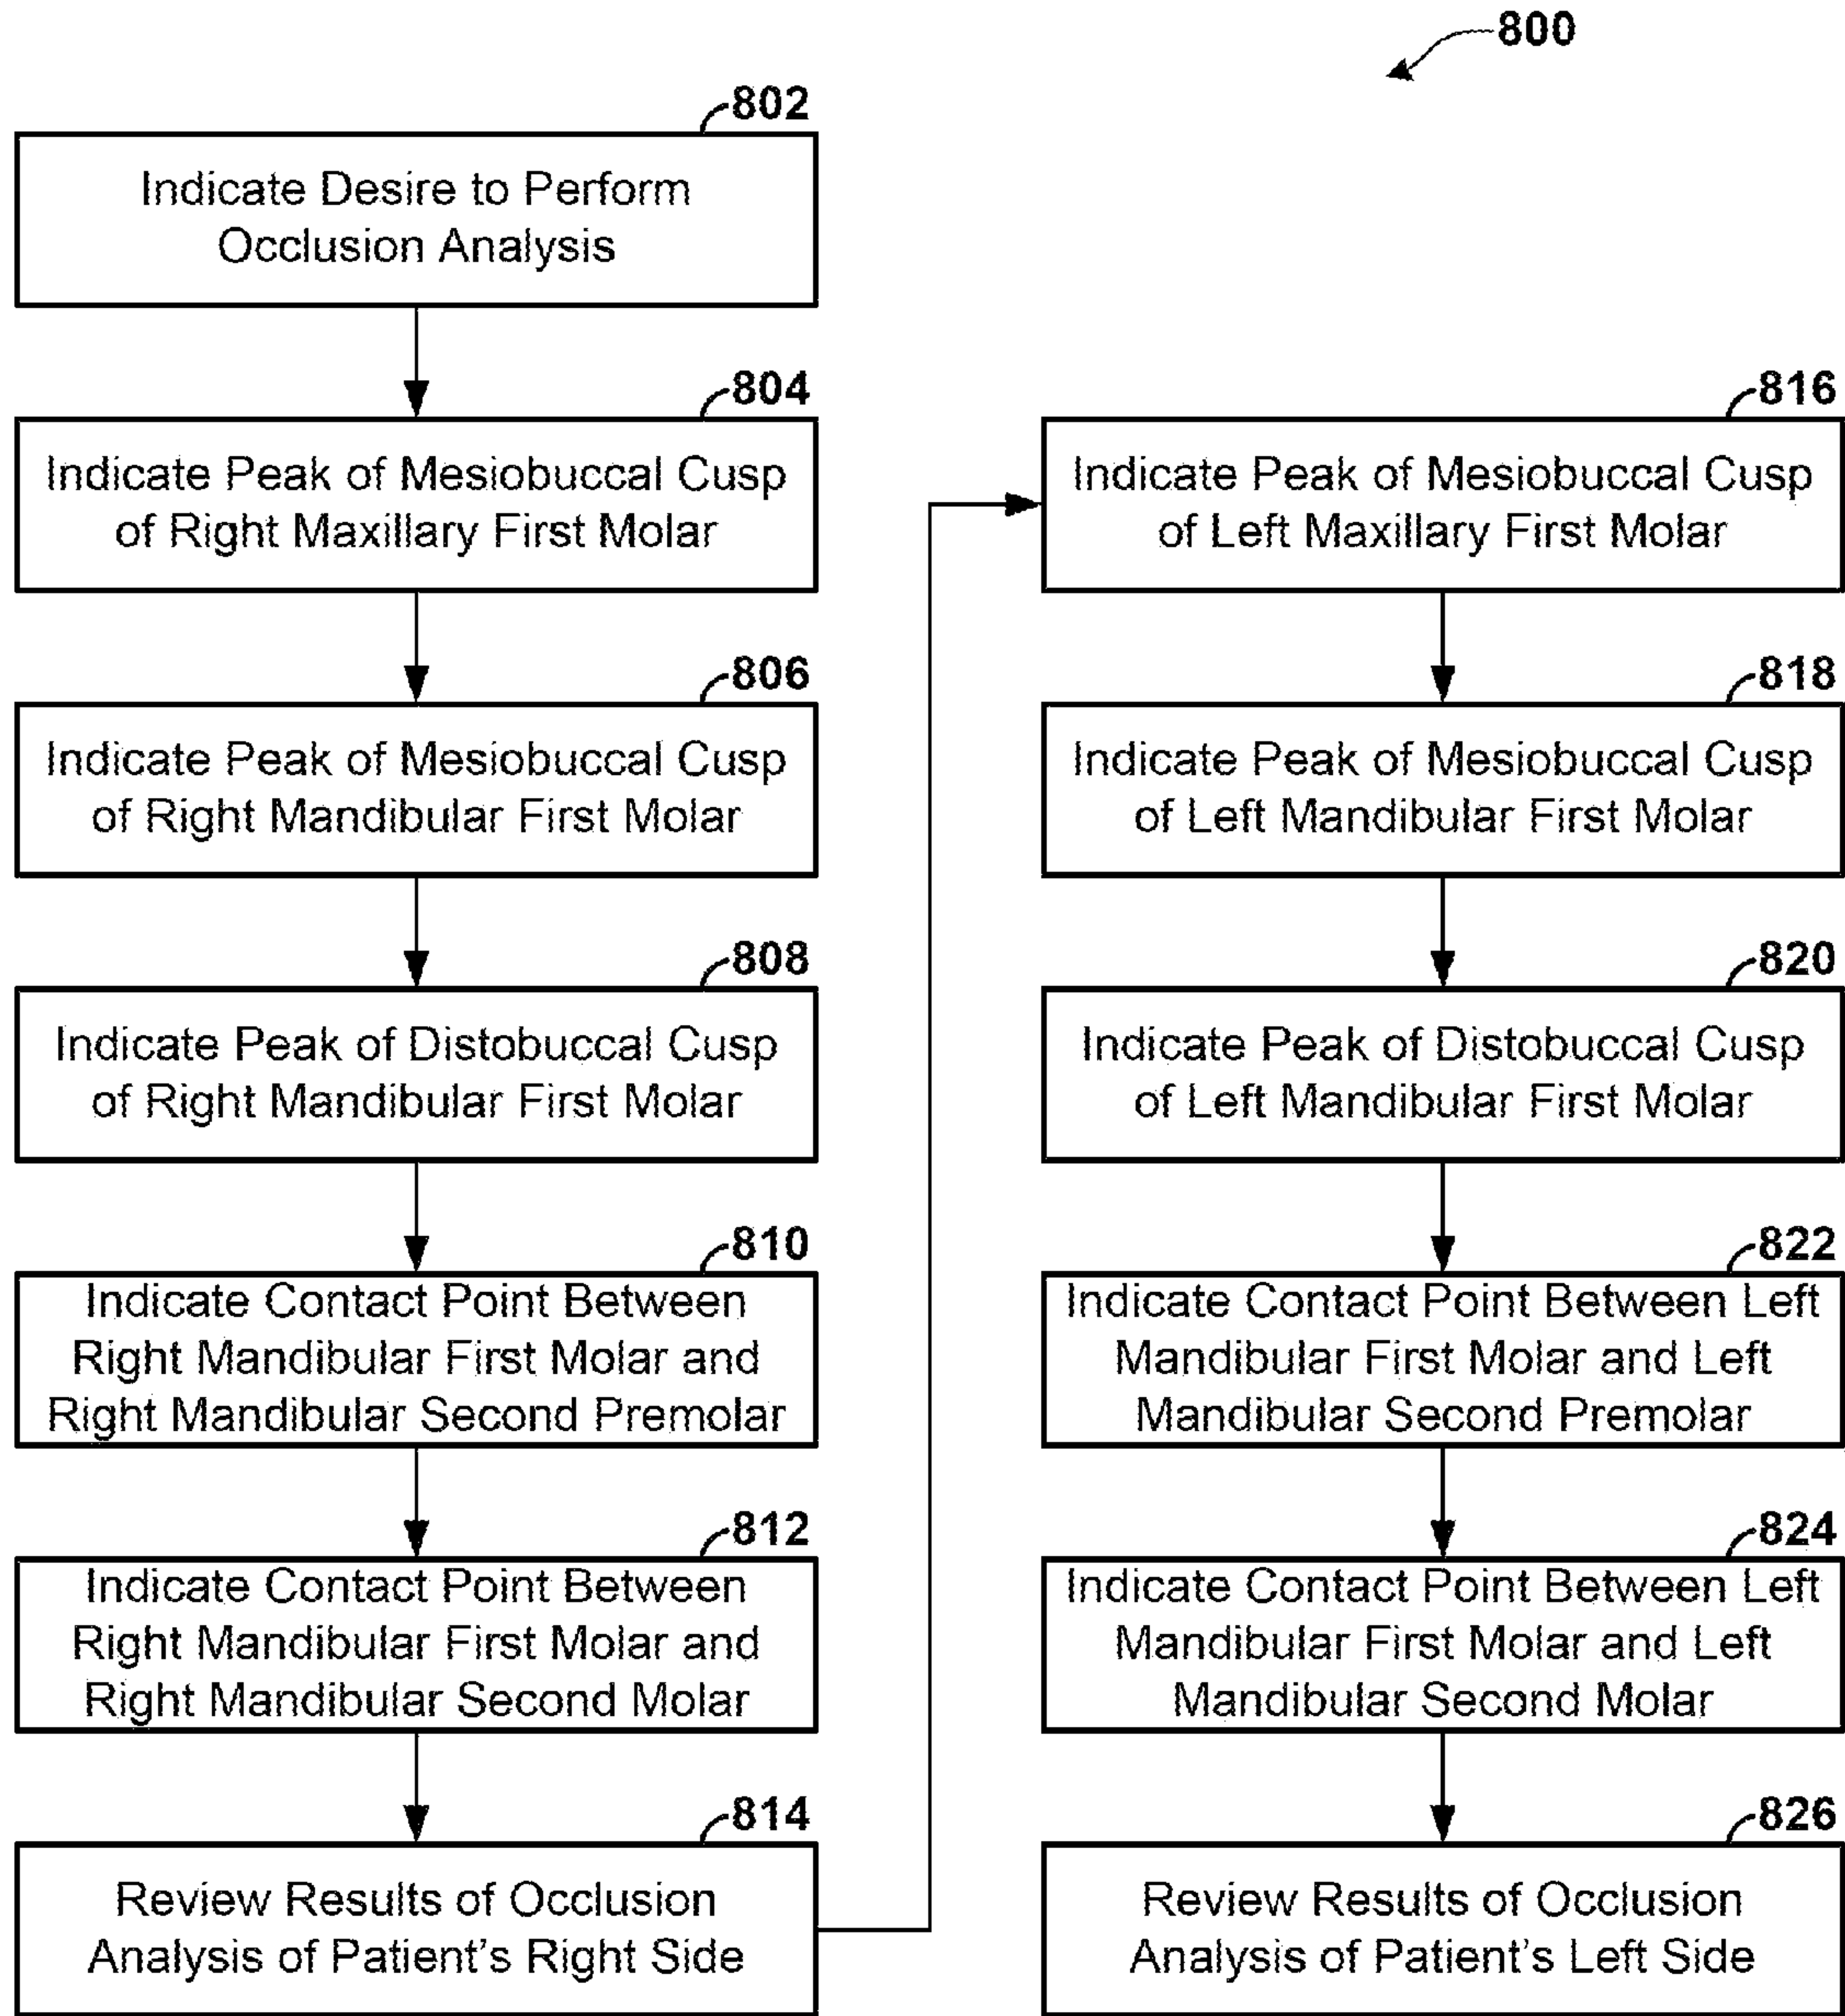 800
802
Indicate Desire to Perform
Occlusion Analysis
804
Indicate Peak of Mesiobuccal Cusp
of Right Maxillary First Molar
806
Indicate Peak of Mesiobuccal Cusp
of Right Mandibular First Molar
808
Indicate Peak of Distobuccal Cusp
of Right Mandibular First Molar
810
Indicate Contact Point Between
Right Mandibular First Molar and
Right Mandibular Second Premolar
812
Indicate Contact Point Between
Right Mandibular First Molar and
Right Mandibular Second Molar
814
Review Results of Occlusion
Analysis of Patient's Right Side
816
Indicate Peak of Mesiobuccal Cusp
of Left Maxillary First Molar
818
Indicate Peak of Mesiobuccal Cusp
of Left Mandibular First Molar
820
Indicate Peak of Distobuccal Cusp
of Left Mandibular First Molar
822
Indicate Contact Point Between Left
Mandibular First Molar and Left
Mandibular Second Premolar
824
Indicate Contact Point Between Left
Mandibular First Molar and Left
Mandibular Second Molar
826
Review Results of Occlusion
Analysis of Patient's Left Side